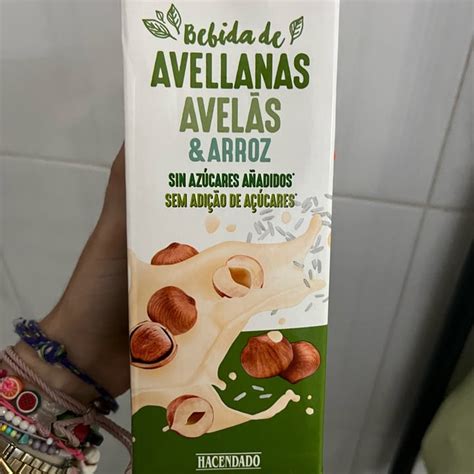 Bebida de
AVELLANAS
AVELÃS
& ARROZ
SIN AZÚCARES AÑADIDOS*
SEM ADIÇÃO DE AÇÚCARES*
HACENDADO